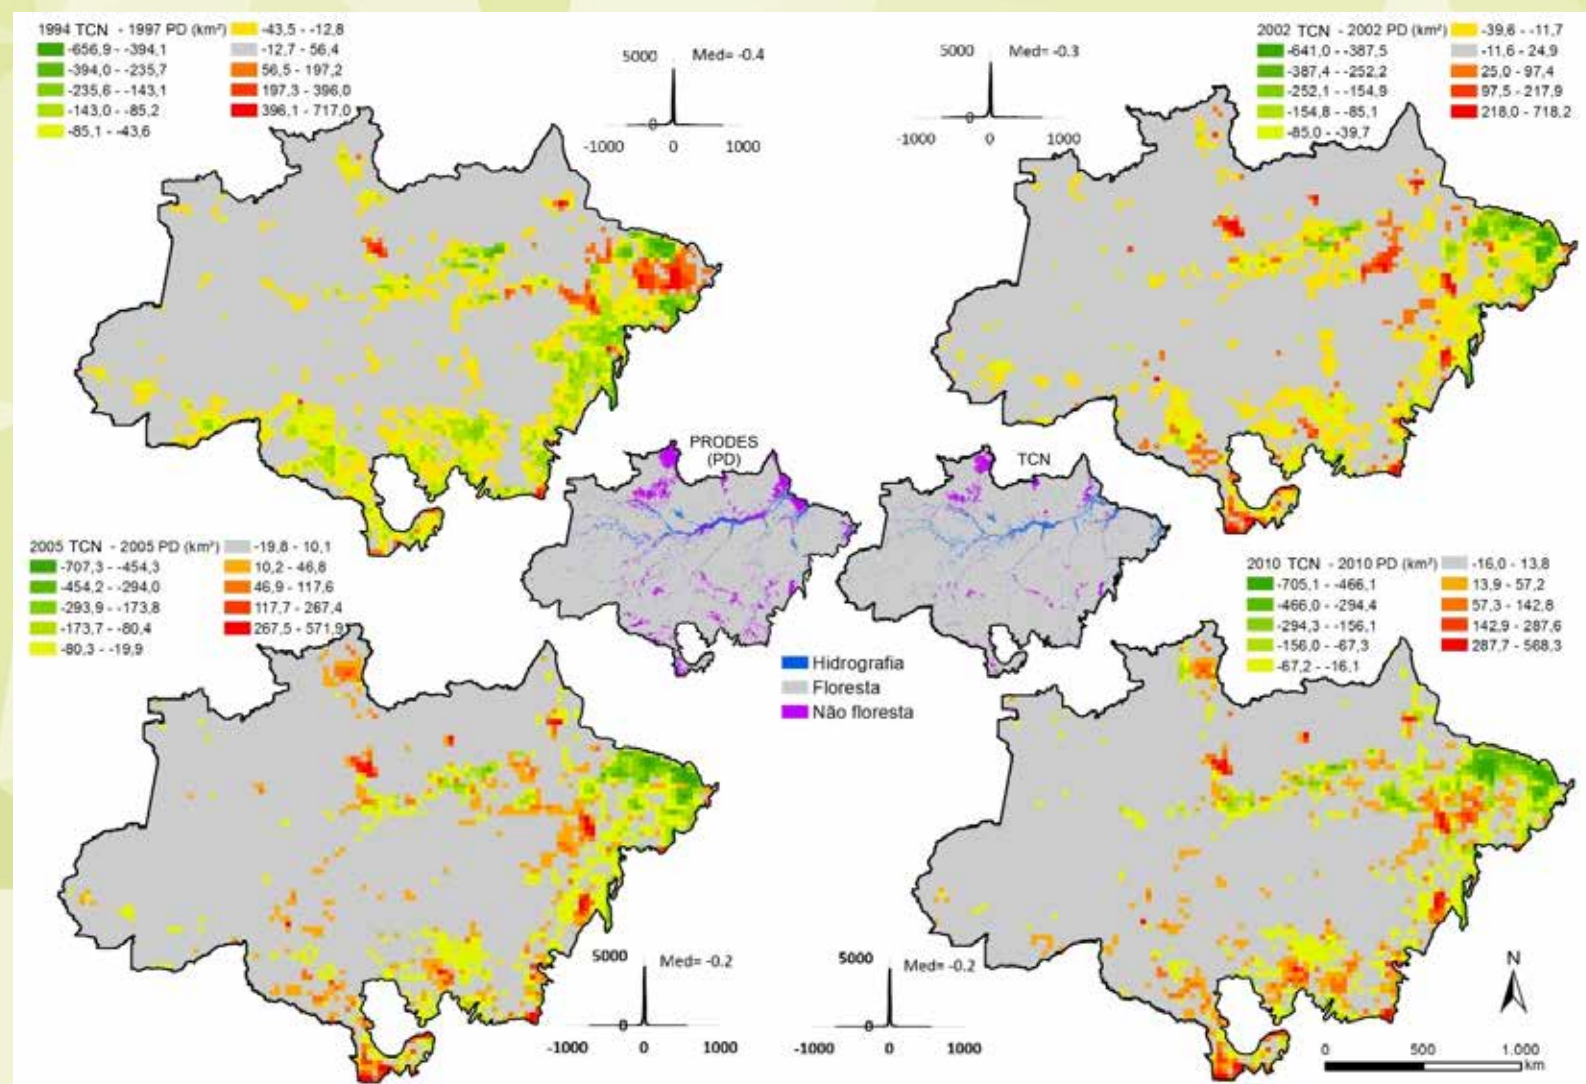 1994 TCN - 1997 PD (km²)
-656,9 - -394,1
-394,0 - -235,7
-235,6 - -143,1
-143,0 - -85,2
-85,1 - -43,6
-43,5 - -12,8
-12,7 - 56,4
56,5 - 197,2
197,3 - 396,0
396,1 - 717,0
5000
Med= -0.4
0
-1000 0 1000
5000
Med= -0.3
0
-1000 0 1000
2002 TCN - 2002 PD (km²)
-641,0 - -387,5
-387,4 - -252,2
-252,1 - -154,9
-154,8 - -85,1
-85,0 - -39,7
-39,6 - -11,7
-11,6 - 24,9
25,0 - 97,4
97,5 - 217,9
218,0 - 718,2
PRODES
(PD)
TCN
Hidrografia
Floresta
Não floresta
2005 TCN - 2005 PD (km²)
-707,3 - -454,3
-454,2 - -294,0
-293,9 - -173,8
-173,7 - -80,4
-80,3 - -19,9
-19,8 - 10,1
10,2 - 46,8
46,9 - 117,6
117,7 - 267,4
267,5 - 571,9
2010 TCN - 2010 PD (km²)
-705,1 - -466,1
-466,0 - -294,4
-294,3 - -156,1
-156,0 - -67,3
-67,2 - -16,1
-16,0 - 13,8
13,9 - 57,2
57,3 - 142,8
142,9 - 287,6
287,7 - 568,3
5000
Med= -0.2
0
-1000 0 1000
5000
Med= -0.2
0
-1000 0 1000
N
0 500 1.000
km